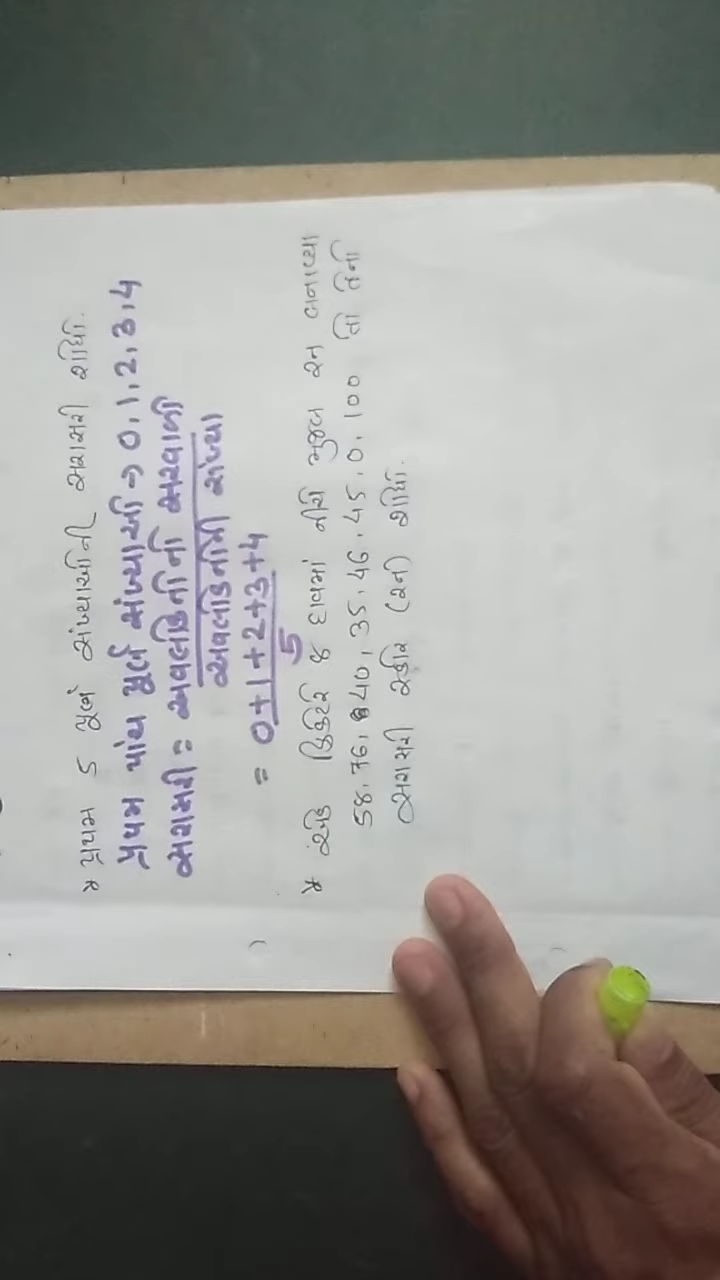 * પ્રથમ 5 પૂર્ણ સંખ્યાઓની સરાસરી શોધો.
પ્રથમ પાંચ પૂર્ણ સંખ્યાઓ → 0, 1, 2, 3, 4
સરાસરી = અવલોકનોનો સરવાળો
અવલોકનોની સંખ્યા
= 0+1+2+3+4
5
* એક ક્રિકેટરે 8 દાવમાં નીચે મુજબ રન બનાવ્યા
58, 76, 40, 35, 46, 45, 0, 100 તો તેનો
સરાસરી સ્કોર (રન) શોધો.